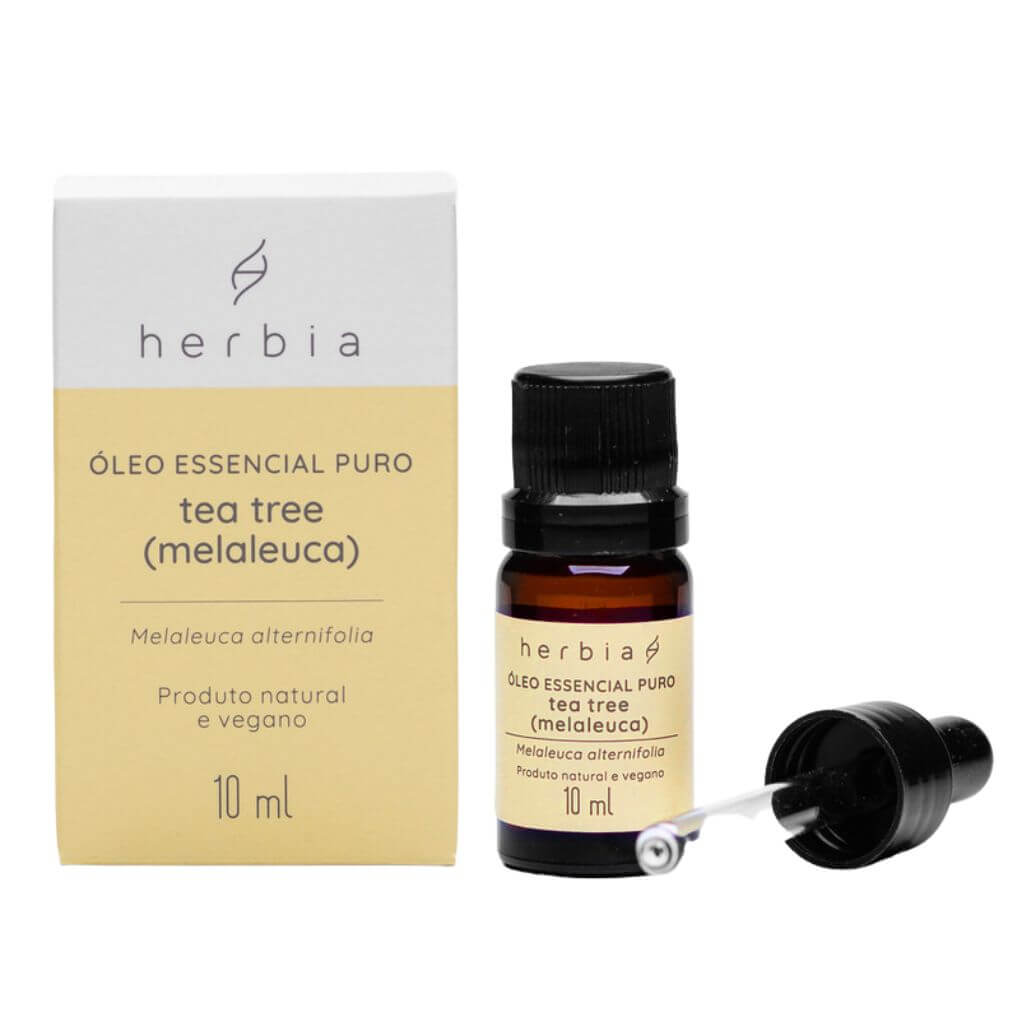 herbia
ÓLEO ESSENCIAL PURO
tea tree
(melaleuca)
Melaleuca alternifolia
Produto natural
e vegano
10 ml
herbia
ÓLEO ESSENCIAL PURO
tea tree
(melaleuca)
Melaleuca alternifolia
Produto natural e vegano
10 ml